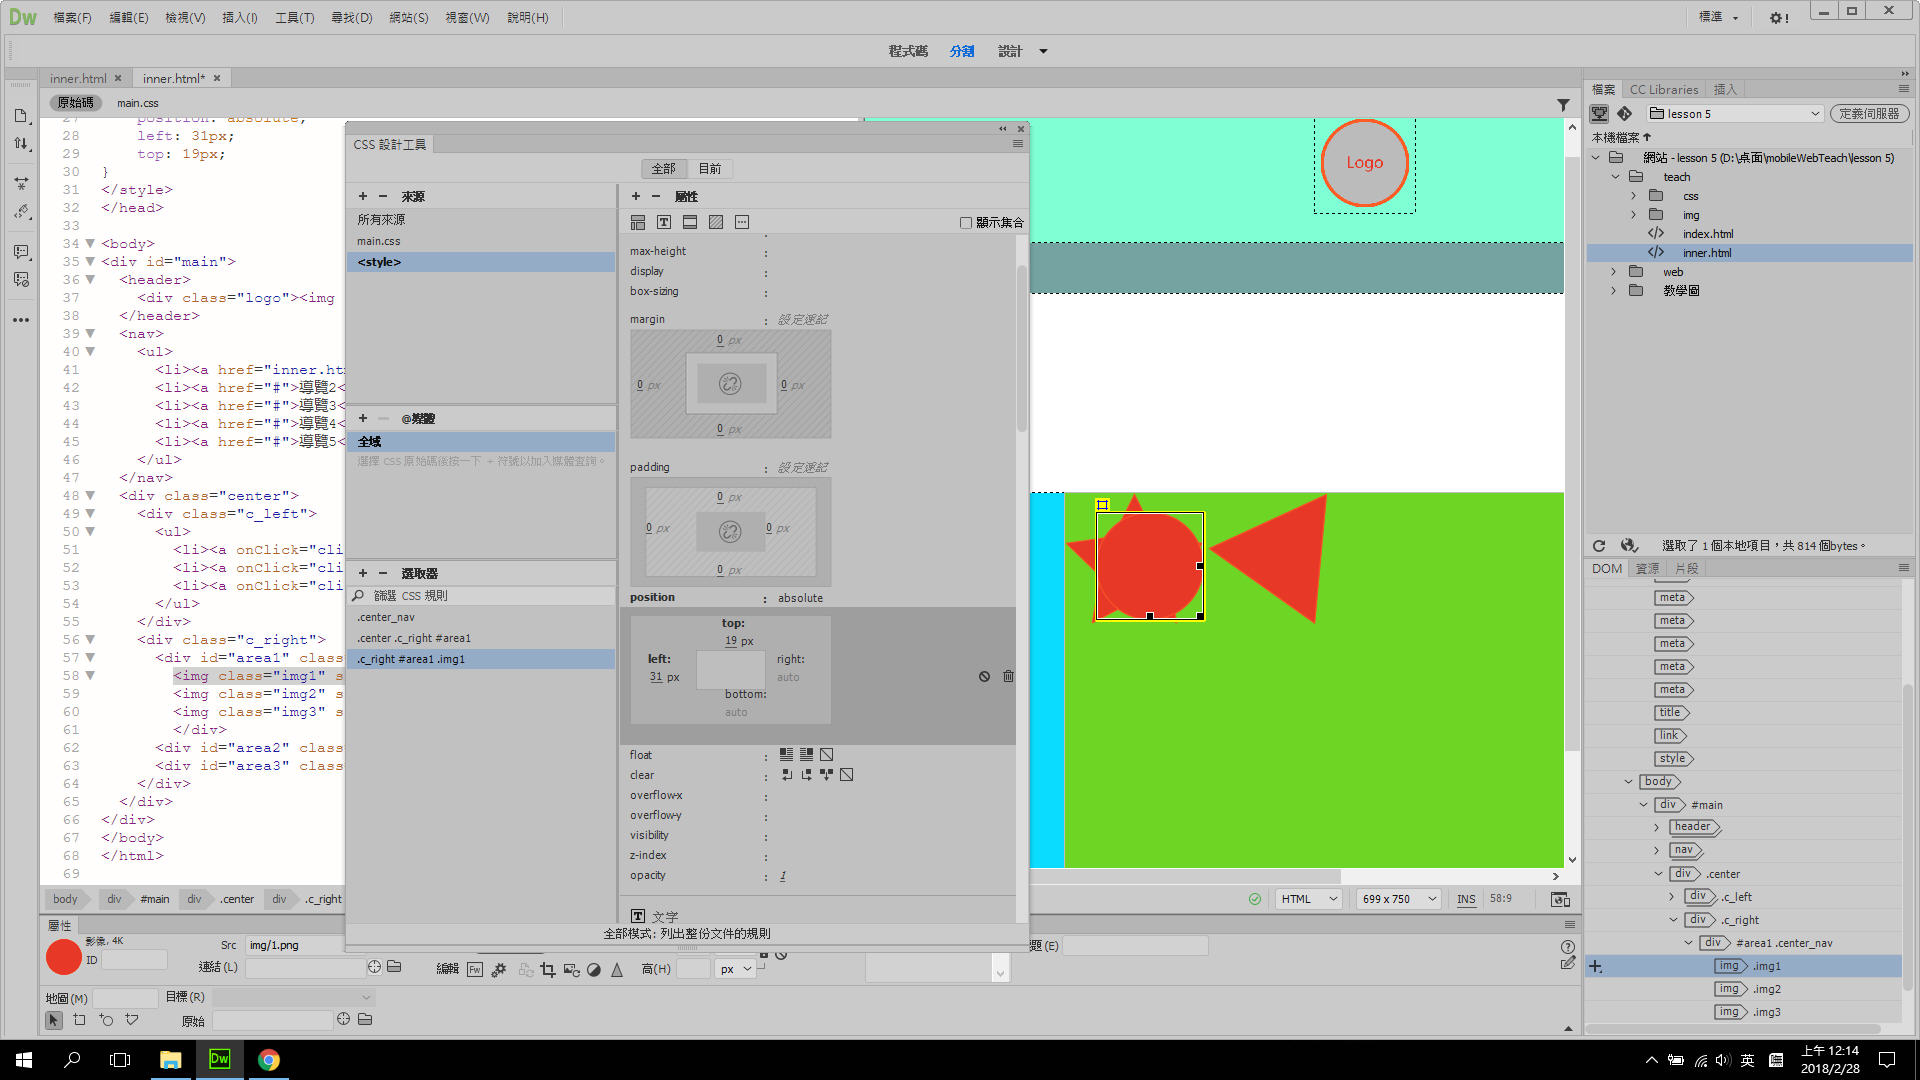 Dw 檔案(F) 編輯(E) 檢視(V) 插入(I) 工具(T) 尋找(D) 網站(S) 視窗(W) 說明(H) 標準
程式碼 分割 設計
inner.html inner.html*
原始碼 main.css
27 position: absolute;
28 left: 31px;
29 top: 19px;
30 }
31 </style>
32 </head>
33
34 <body>
35 <div id="main">
36 <header>
37 <div class="logo"><img
38 </header>
39 <nav>
40 <ul>
41 <li><a href="inner.ht
42 <li><a href="#">導覽2<
43 <li><a href="#">導覽3<
44 <li><a href="#">導覽4<
45 <li><a href="#">導覽5<
46 </ul>
47 </nav>
48 <div class="center">
49 <div class="c_left">
50 <ul>
51 <li><a onClick="cli
52 <li><a onClick="cli
53 <li><a onClick="cli
54 </ul>
55 </div>
56 <div class="c_right">
57 <div id="area1" clas
58 <img class="img1" s
59 <img class="img2" s
60 <img class="img3" s
61 </div>
62 <div id="area2" clas
63 <div id="area3" clas
64 </div>
65 </div>
66 </div>
67 </body>
68 </html>
69
body div #main div .center div .c_right
CSS 設計工具
全部 目前
+ − 來源
所有來源
main.css
<style>
+ @媒體
全域
選擇 CSS 原始碼後按一下 + 符號以加入媒體查詢。
+ − 選取器
篩選 CSS 規則
.center_nav
.center .c_right #area1
.c_right #area1 .img1
+ − 屬性
顯示集合
max-height :
display :
box-sizing :
margin : 設定速記
0 px
0 px 0 px
0 px
padding : 設定速記
0 px
0 px 0 px
0 px
position : absolute
top:
19 px
left: right:
31 px auto
bottom:
auto
float :
clear :
overflow-x :
overflow-y :
visibility :
z-index :
opacity : 1
T 文字
全部模式: 列出整份文件的規則
Logo
HTML 699 x 750 INS 58:9
屬性
影像, 4K
ID
Src img/1.png
連結(L)
編輯 Fw 高(H) px
題(E)
地圖(M) 目標(R)
原始
檔案 CC Libraries 插入
lesson 5 定義伺服器
本機檔案
網站 - lesson 5 (D:\桌面\mobileWebTeach\lesson 5)
teach
css
img
index.html
inner.html
web
教學圖
選取了 1 個本地項目，共 814 個bytes。
DOM 資源 片段
meta
meta
meta
meta
meta
title
link
style
body
div #main
header
nav
div .center
div .c_left
div .c_right
div #area1 .center_nav
img .img1
img .img2
img .img3
Dw
英
上午 12:14
2018/2/28